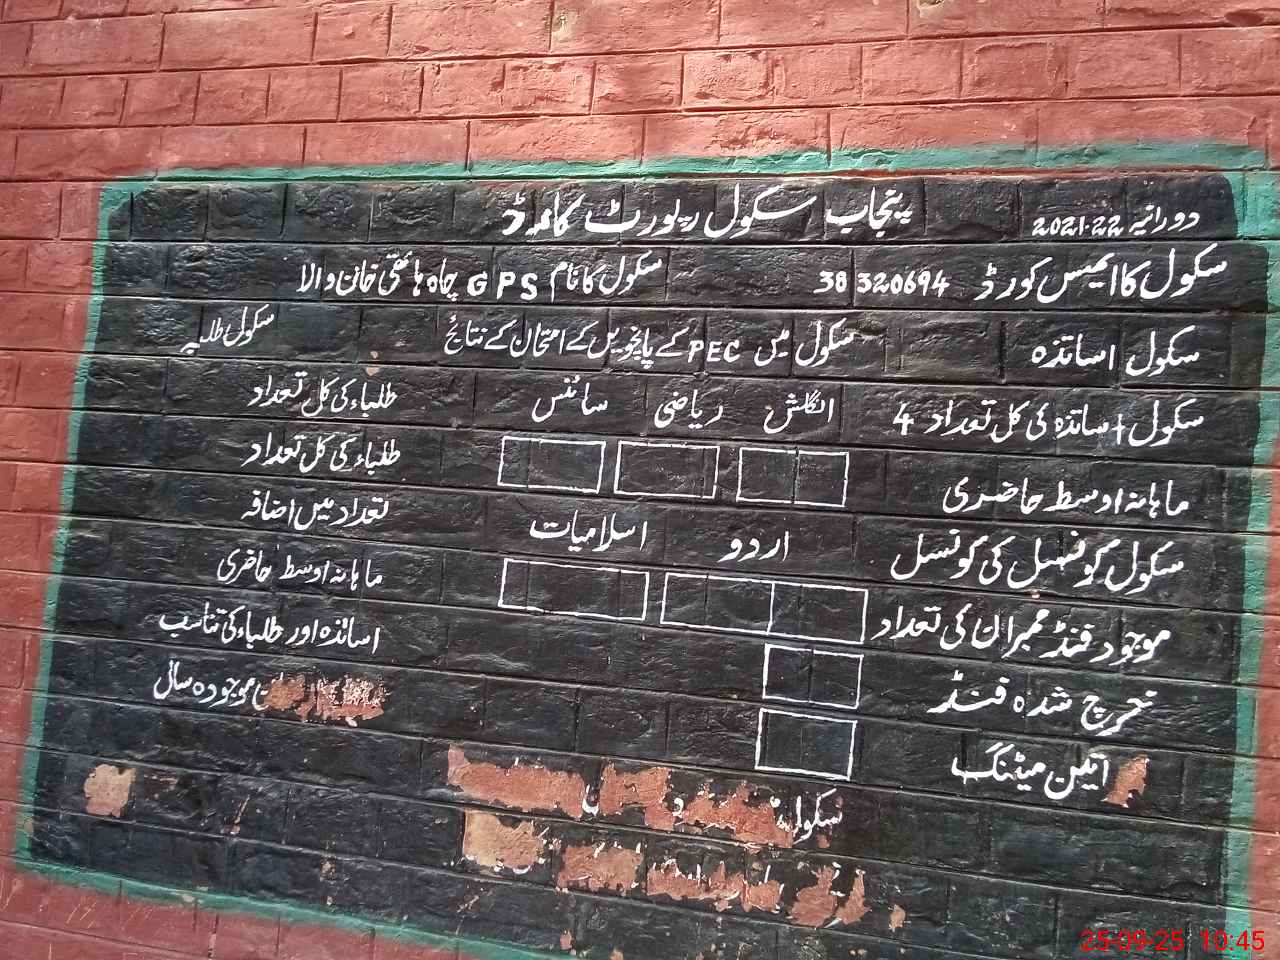 دورانیہ 2021.22 پنجاب سکول رپورٹ کارڈ
سکول کا ایمیس کورڈ 38320694 سکول کا نام GPS چاہ ہاتھی خان والا
سکول اساتذہ سکول میں PEC کے پانچویں کے امتحان کے نتائج سکول طلبہ
سکول اساتذہ کی کل تعداد 4 انگلش ریاضی سائنس طلباء کی کل تعداد
ماہانہ اوسط حاضری طلباء کی کل تعداد
سکول کونسل کی کونسل اردو اسلامیات تعداد میں اضافہ
موجود فنڈ ممبران کی تعداد ماہانہ اوسط حاضری
خرچ شدہ فنڈ اساتذہ اور طلباء کی تناسب
میٹنگ موجودہ سال
سکول
25-09-25 10:45